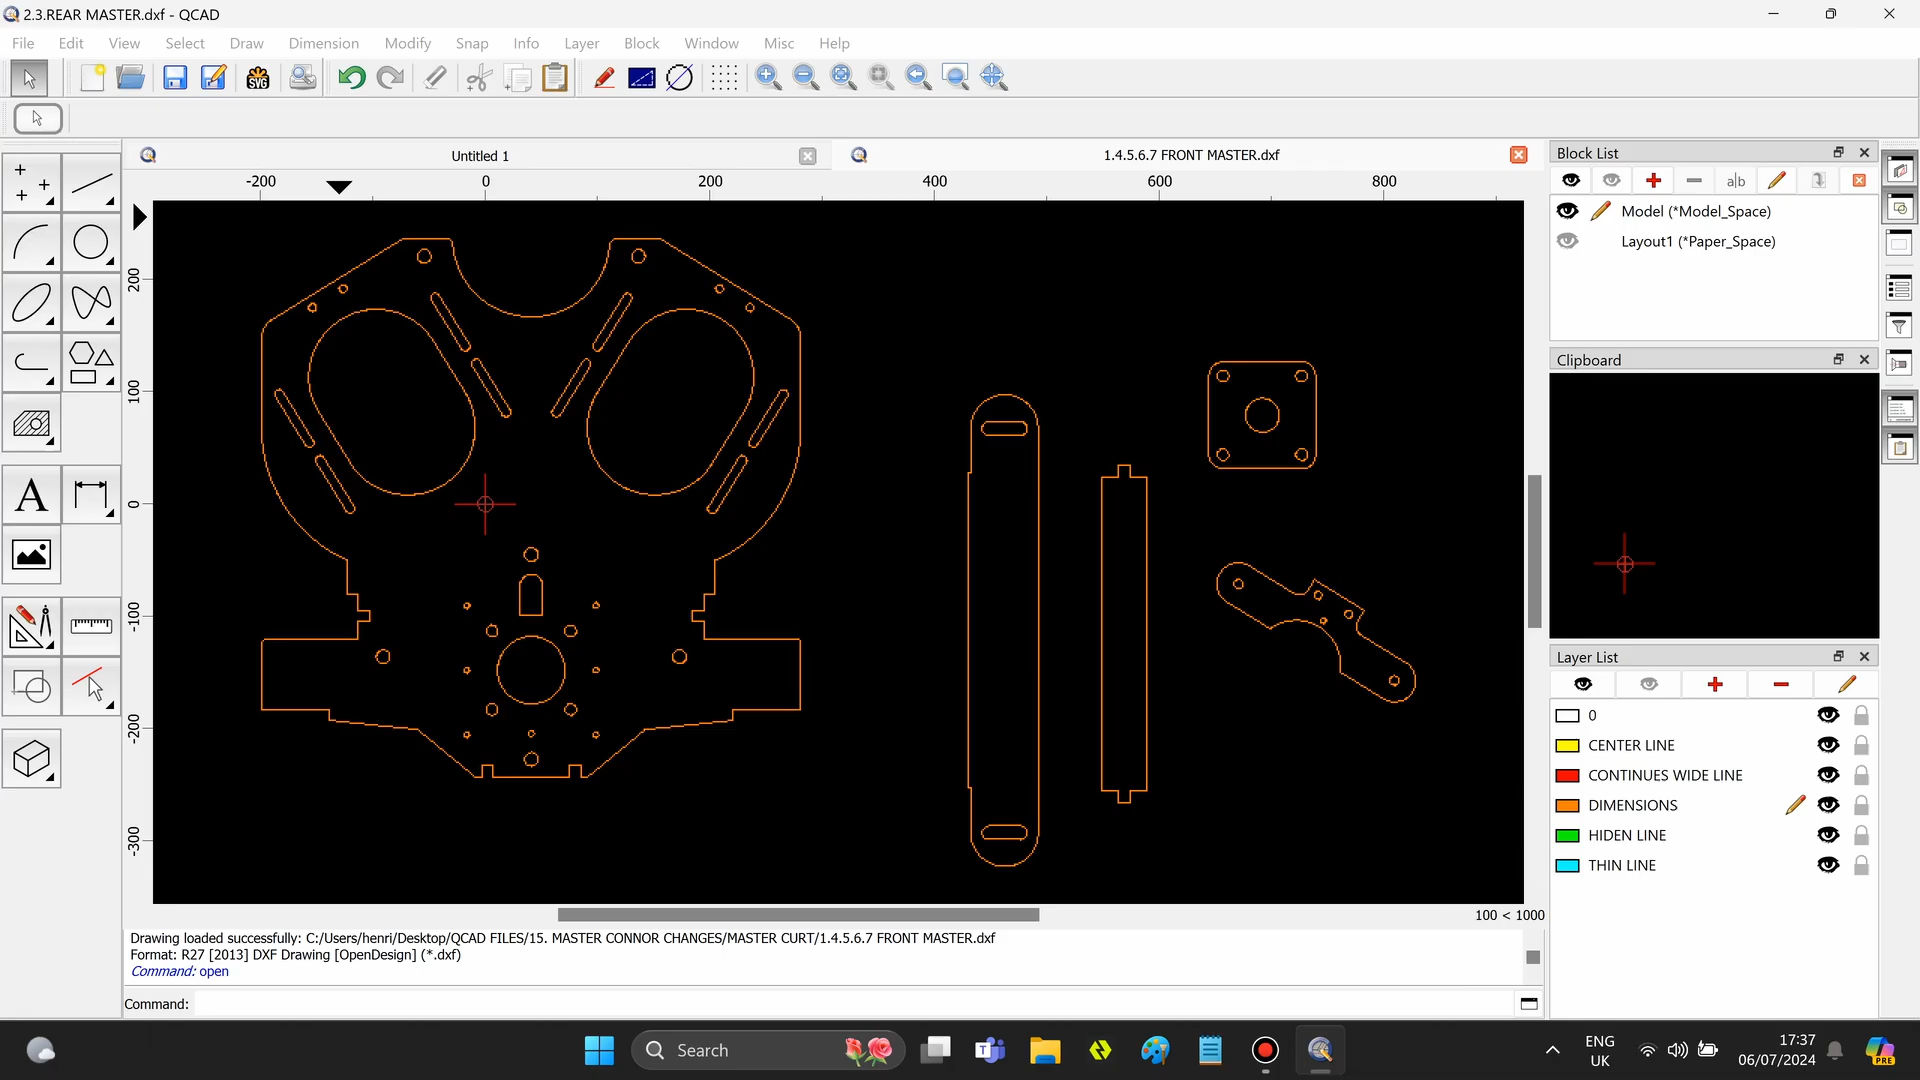 2.3.REAR MASTER.dxf - QCAD
File Edit View Select Draw Dimension Modify Snap Info Layer Block Window Misc Help
SVG
Untitled 1
1.4.5.6.7 FRONT MASTER.dxf
-200 0 200 400 600 800
200
100
0
-100
-200
-300
100 < 1000
Drawing loaded successfully: C:/Users/henri/Desktop/QCAD FILES/15. MASTER CONNOR CHANGES/MASTER CURT/1.4.5.6.7 FRONT MASTER.dxf
Format: R27 [2013] DXF Drawing [OpenDesign] (*.dxf)
Command: open
Command:
Block List
a|b
Model (*Model_Space)
Layout1 (*Paper_Space)
Clipboard
Layer List
0
CENTER LINE
CONTINUES WIDE LINE
DIMENSIONS
HIDEN LINE
THIN LINE
A
Search
T
ENG
UK
17:37
06/07/2024
PRE